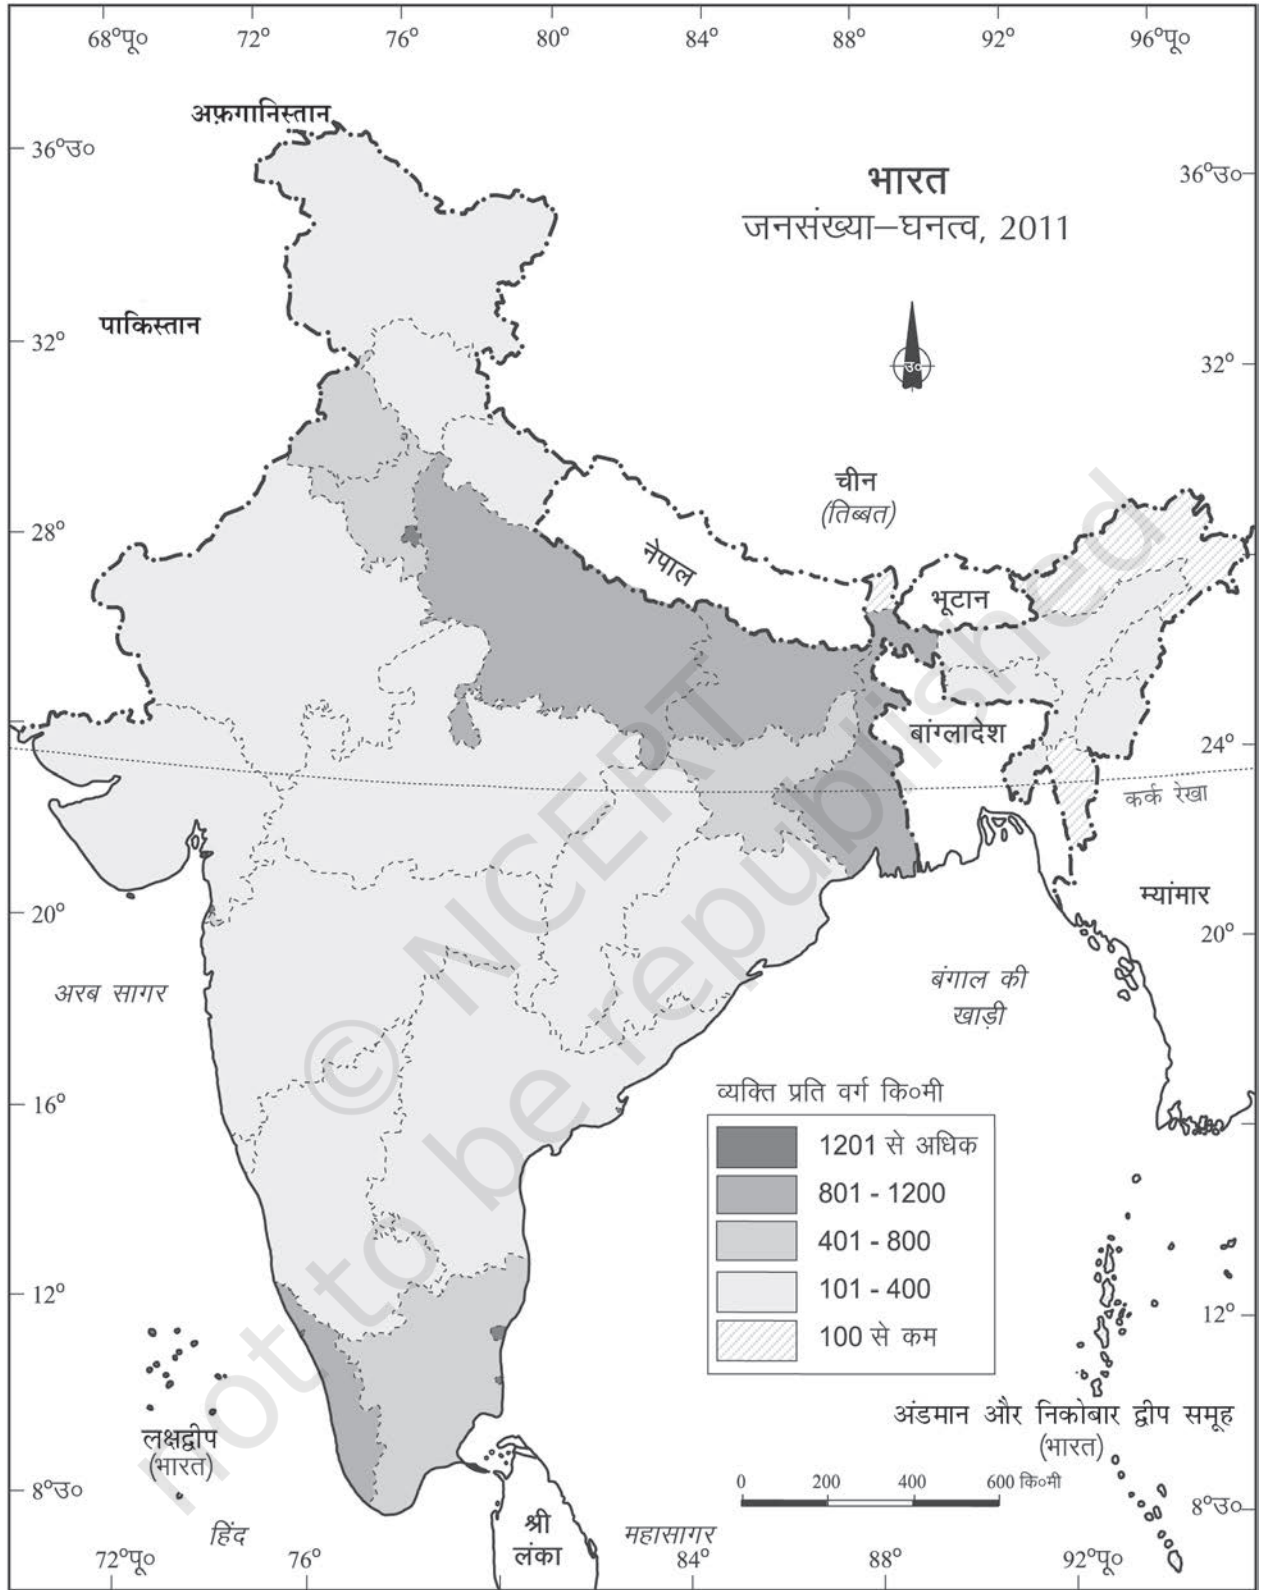 68°पू०
72°
76°
80°
84°
88°
92°
96°पू०
अफ़गानिस्तान
36°उ०
भारत
36°उ०
जनसंख्या–घनत्व, 2011
पाकिस्तान
32°
32°
उ०
चीन
(तिब्बत)
28°
नेपाल
भूटान
बांग्लादेश
24°
कर्क रेखा
म्यांमार
20°
20°
अरब सागर
बंगाल की
खाड़ी
© NCERT
not to be republished
16°
व्यक्ति प्रति वर्ग कि०मी
1201 से अधिक
801 - 1200
401 - 800
101 - 400
100 से कम
12°
12°
अंडमान और निकोबार द्वीप समूह
(भारत)
लक्षद्वीप
(भारत)
0 200 400 600 कि०मी
8°उ०
8°उ०
हिंद
महासागर
श्री
लंका
72°पू०
76°
84°
88°
92°पू०